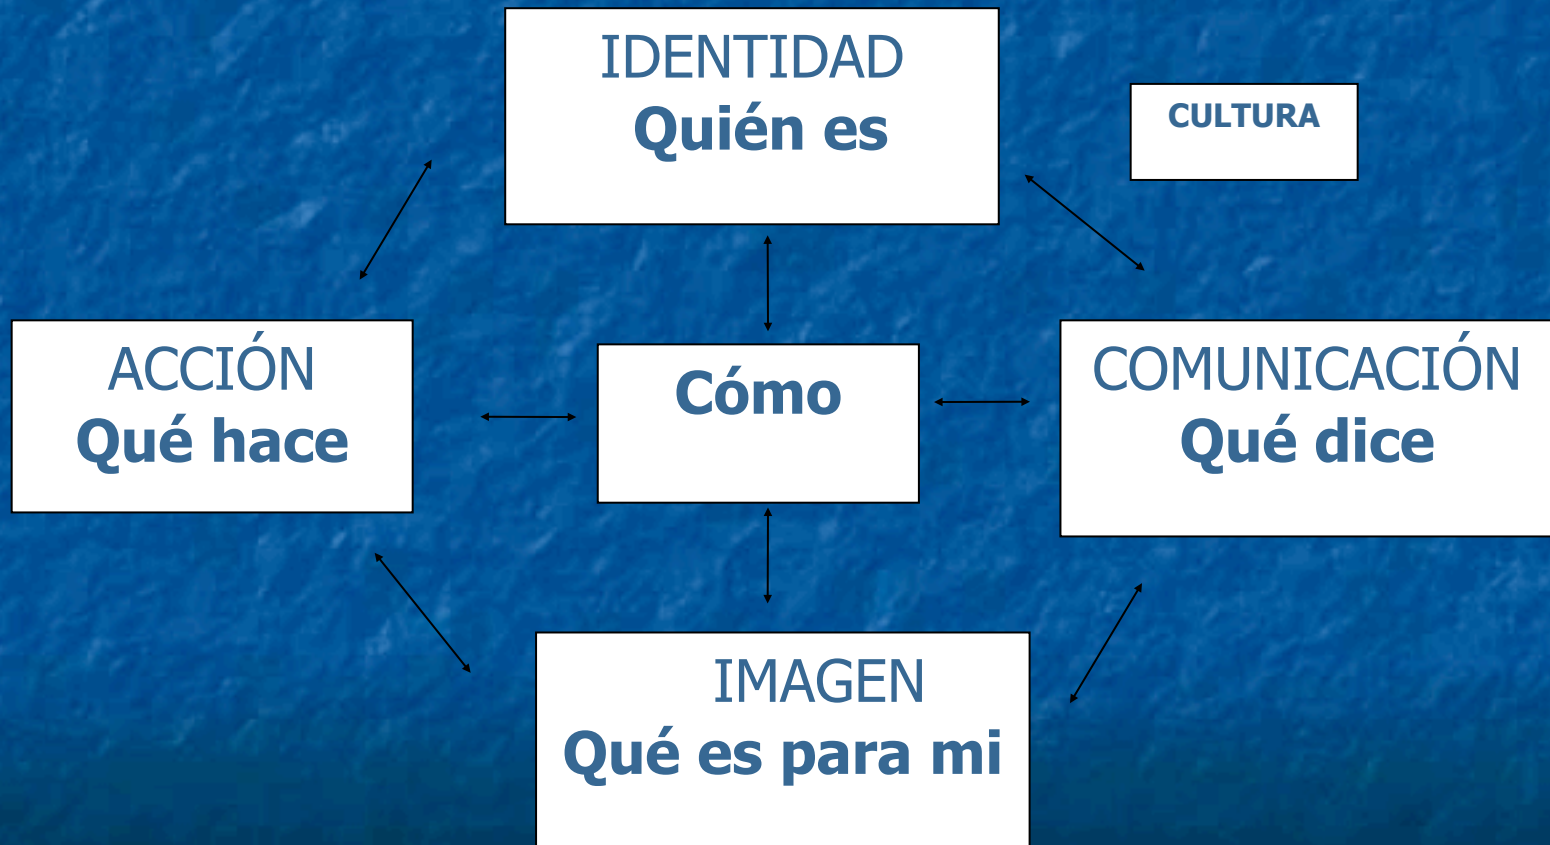 IDENTIDAD
Quién es
CULTURA
ACCIÓN
Qué hace
Cómo
COMUNICACIÓN
Qué dice
IMAGEN
Qué es para mi